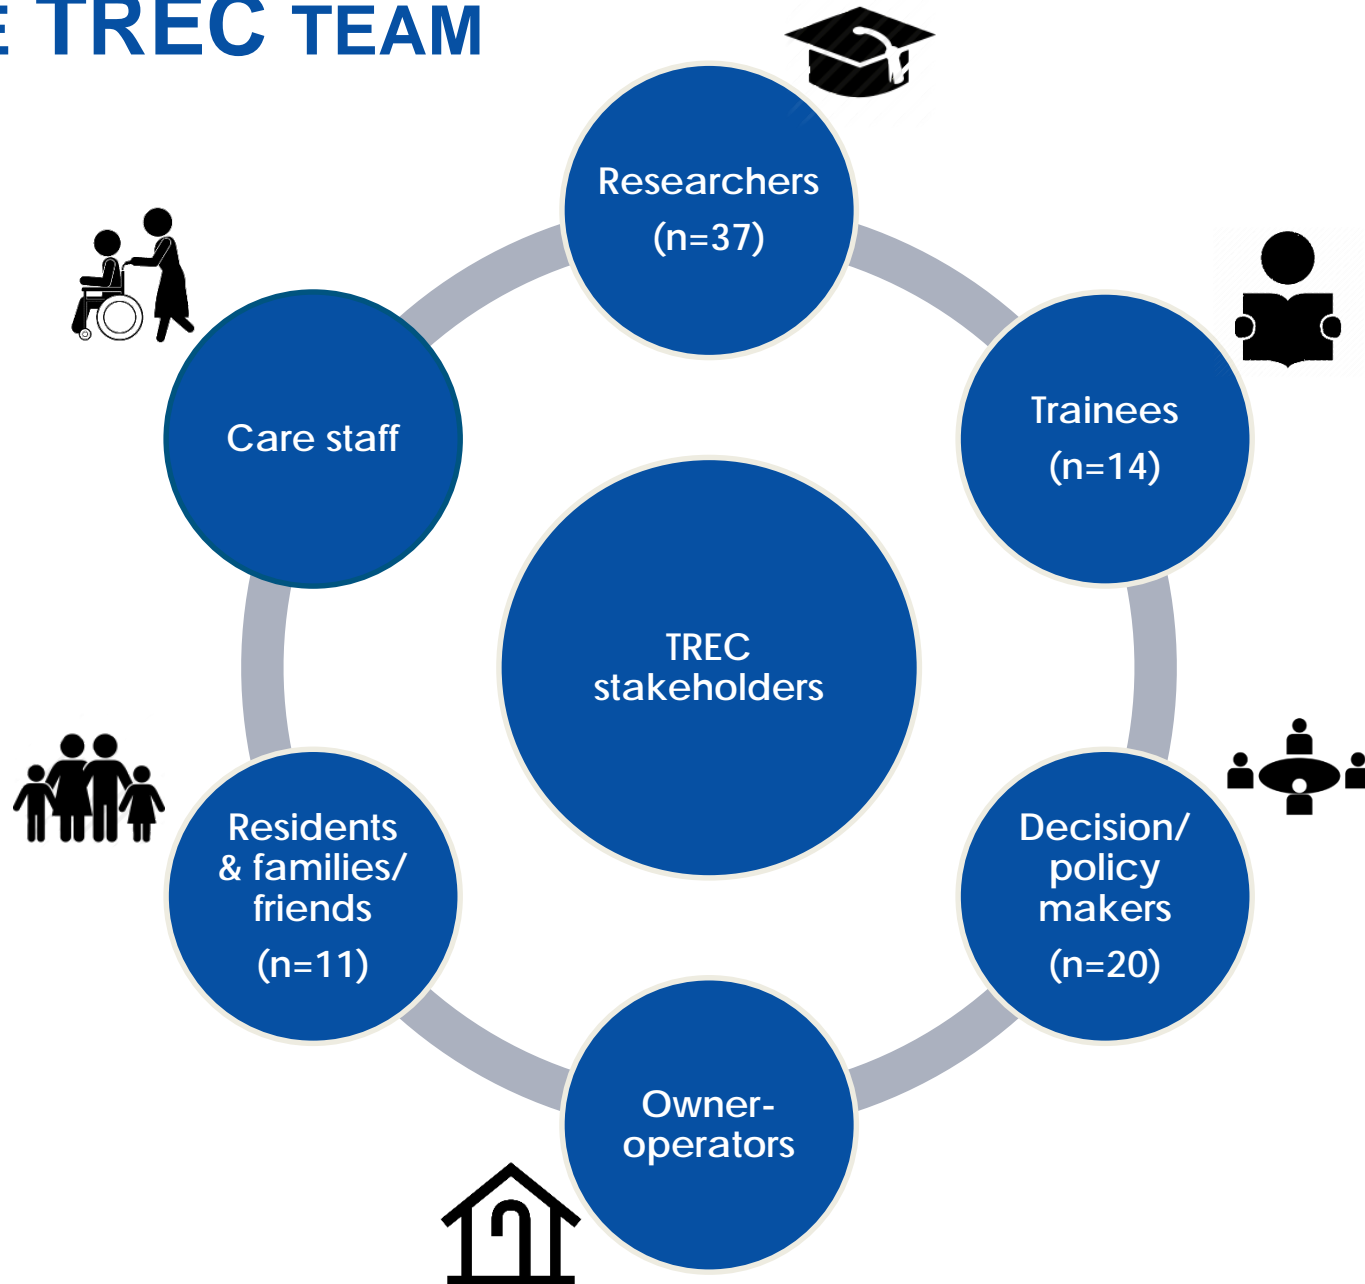 E TREC TEAM
Researchers
(n=37)
Trainees
(n=14)
Care staff
TREC
stakeholders
Residents
& families/
friends
(n=11)
Decision/
policy
makers
(n=20)
Owner-
operators